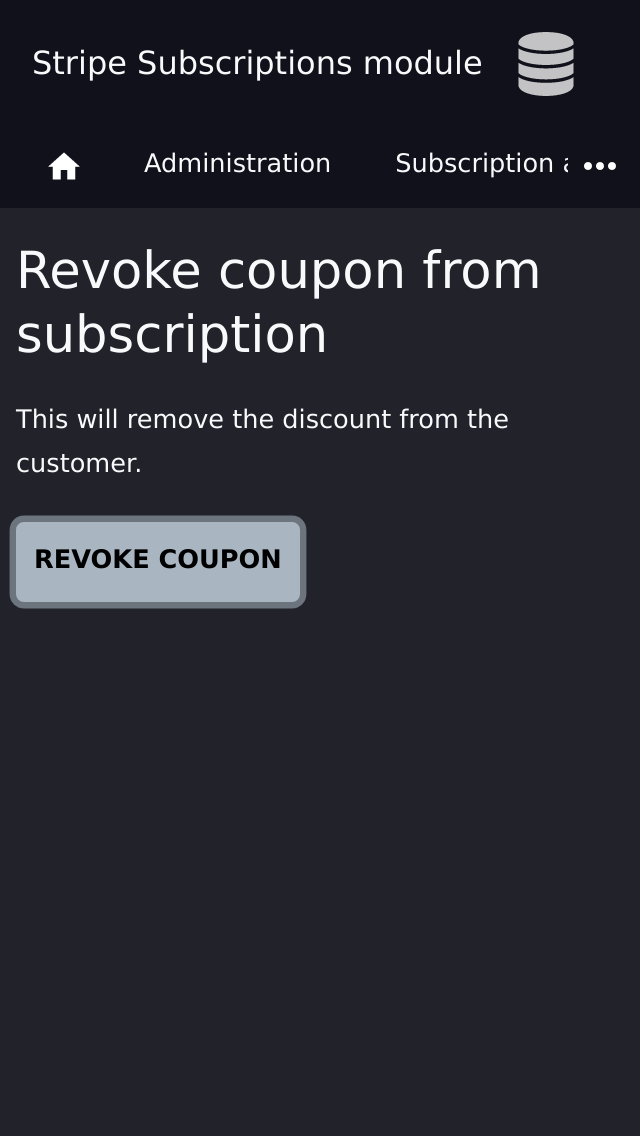 Stripe Subscriptions module
Administration
Subscription
Revoke coupon from
subscription
This will remove the discount from the
customer.
REVOKE COUPON